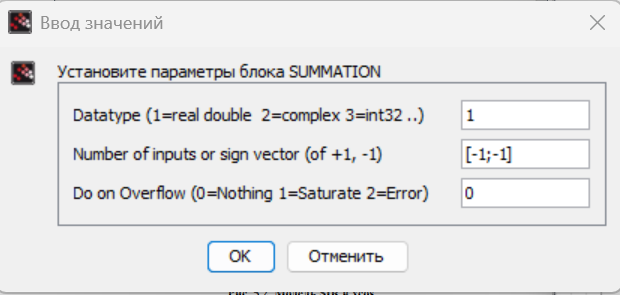 Ввод значений
Установите параметры блока SUMMATION
Datatype (1=real double  2=complex 3=int32 ..)
1
Number of inputs or sign vector (of +1, -1)
[-1;-1]
Do on Overflow (0=Nothing 1=Saturate 2=Error)
0
OK
Отменить